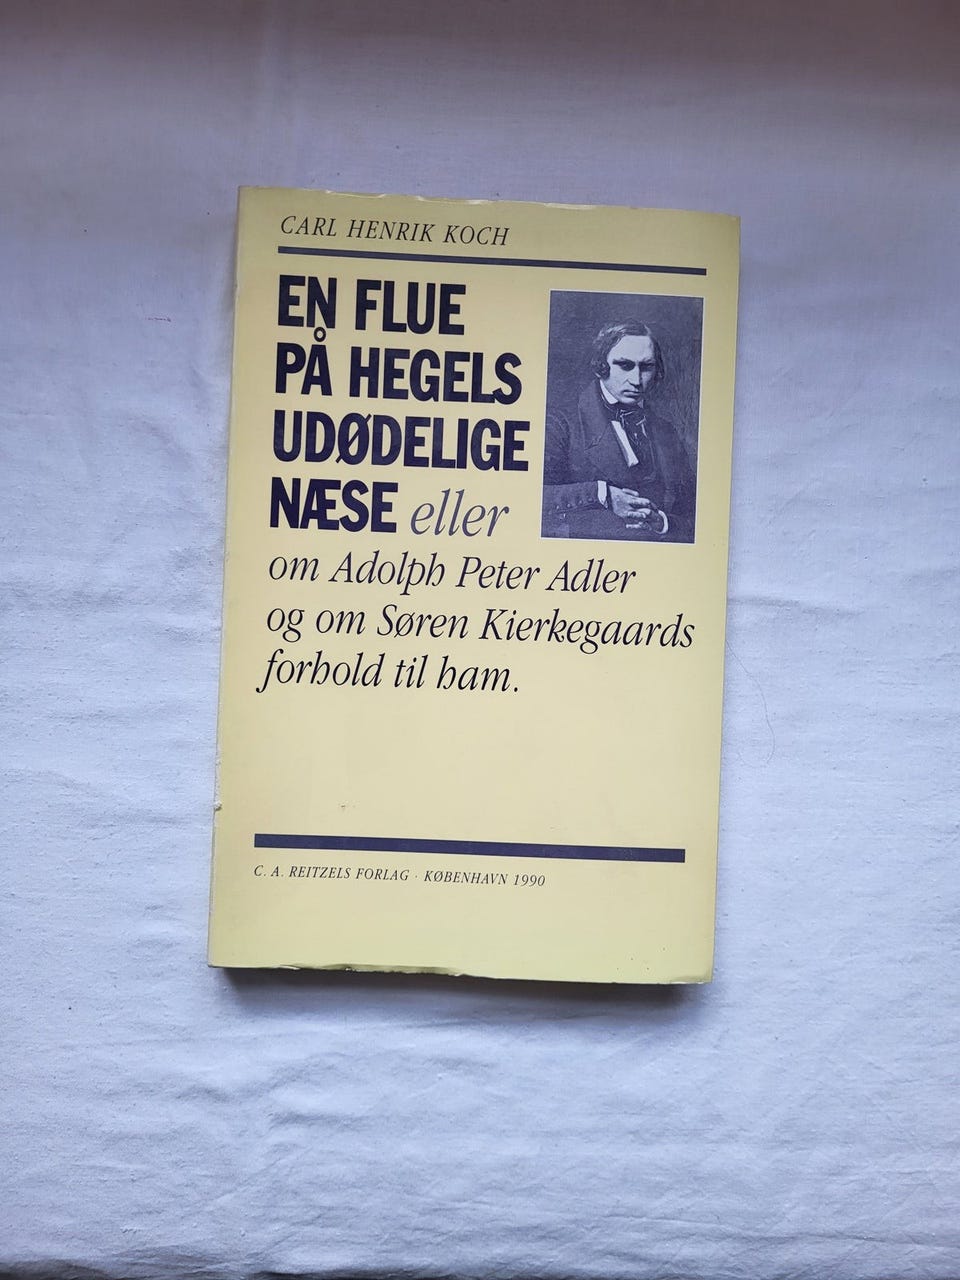 CARL HENRIK KOCH
EN FLUE
PÅ HEGELS
UDØDELIGE
NÆSE eller
om Adolph Peter Adler
og om Søren Kierkegaards
forhold til ham.
C. A. REITZELS FORLAG · KØBENHAVN 1990